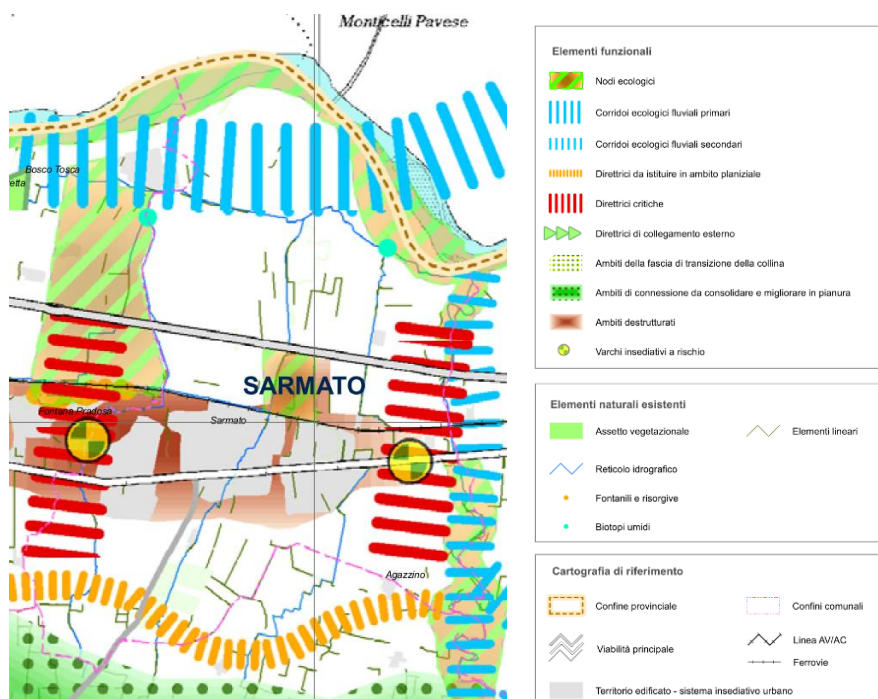 Monticelli Pavese
Bosco Tosca
etta
SARMATO
Fontana Pradosa
Sarmato
Agazzino
Elementi funzionali
Nodi ecologici
Corridoi ecologici fluviali primari
Corridoi ecologici fluviali secondari
Direttrici da istituire in ambito planiziale
Direttrici critiche
Direttrici di collegamento esterno
Ambiti della fascia di transizione della collina
Ambiti di connessione da consolidare e migliorare in pianura
Ambiti destrutturati
Varchi insediativi a rischio
Elementi naturali esistenti
Assetto vegetazionale
Elementi lineari
Reticolo idrografico
Fontanili e risorgive
Biotopi umidi
Cartografia di riferimento
Confine provinciale
Confini comunali
Viabilità principale
Linea AV/AC
Ferrovie
Territorio edificato - sistema insediativo urbano